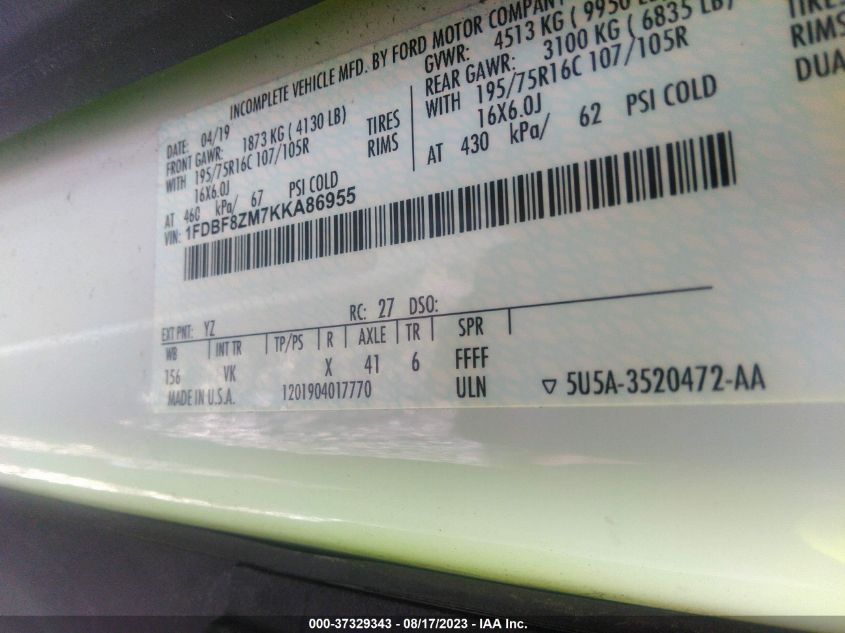 INCOMPLETE VEHICLE MFD. BY FORD MOTOR COMPANY
DATE: 04/19 GVWR: 4513 KG ( 9950
FRONT GAWR: 1873 KG ( 4130 LB) REAR GAWR: 3100 KG ( 6835 LB)
WITH 195/75R16C 107/105R TIRES WITH 195/75R16C 107/105R TIRES
16X6.0J RIMS 16X6.0J RIMS
AT 460 kPa/ 67 PSI COLD AT 430 kPa/ 62 PSI COLD
VIN: 1FDBF8ZM7KKA86955
EXT PNT: YZ RC: 27 DSO:
WB INT TR TP/PS R AXLE TR SPR
156 VK X 41 6 FFFF
MADE IN U.S.A. 1201904017770 ULN 5U5A-3520472-AA
000-37329343 - 08/17/2023 - IAA Inc.